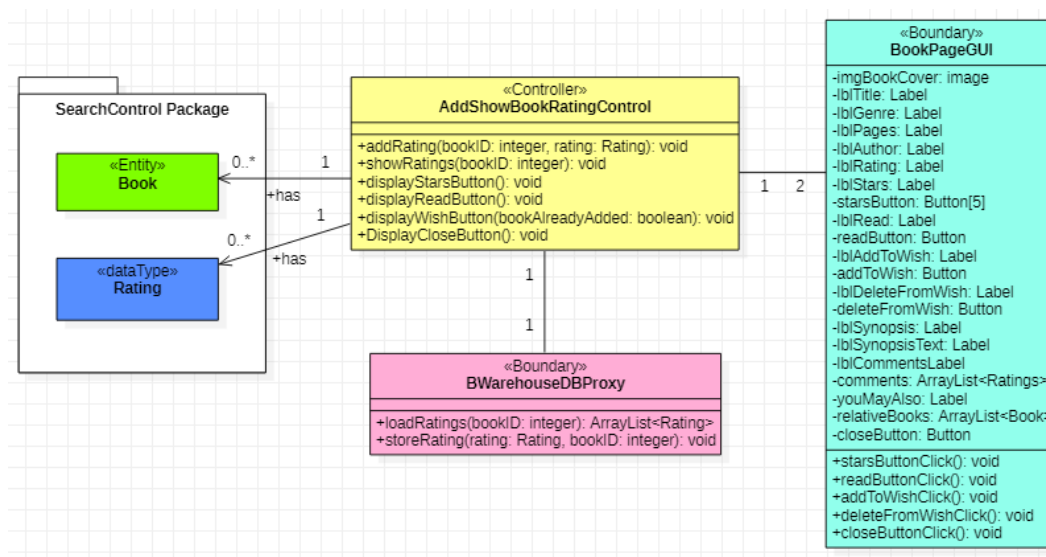 SearchControl Package
«Entity»
Book
0..*
1
+has
1
0..*
+has
«dataType»
Rating
«Controller»
AddShowBookRatingControl
+addRating(bookID: integer, rating: Rating): void
+showRatings(bookID: integer): void
+displayStarsButton(): void
+displayReadButton(): void
+displayWishButton(bookAlreadyAdded: boolean): void
+DisplayCloseButton(): void
1
2
1
1
«Boundary»
BWarehouseDBProxy
+loadRatings(bookID: integer): ArrayList<Rating>
+storeRating(rating: Rating, bookID: integer): void
«Boundary»
BookPageGUI
-imgBookCover: image
-lblTitle: Label
-lblGenre: Label
-lblPages: Label
-lblAuthor: Label
-lblRating: Label
-lblStars: Label
-starsButton: Button[5]
-lblRead: Label
-readButton: Button
-lblAddToWish: Label
-addToWish: Button
-lblDeleteFromWish: Label
-deleteFromWish: Button
-lblSynopsis: Label
-lblSynopsisText: Label
-lblCommentsLabel
-comments: ArrayList<Ratings>
-youMayAlso: Label
-relativeBooks: ArrayList<Book>
-closeButton: Button
+starsButtonClick(): void
+readButtonClick(): void
+addToWishClick(): void
+deleteFromWishClick(): void
+closeButtonClick(): void